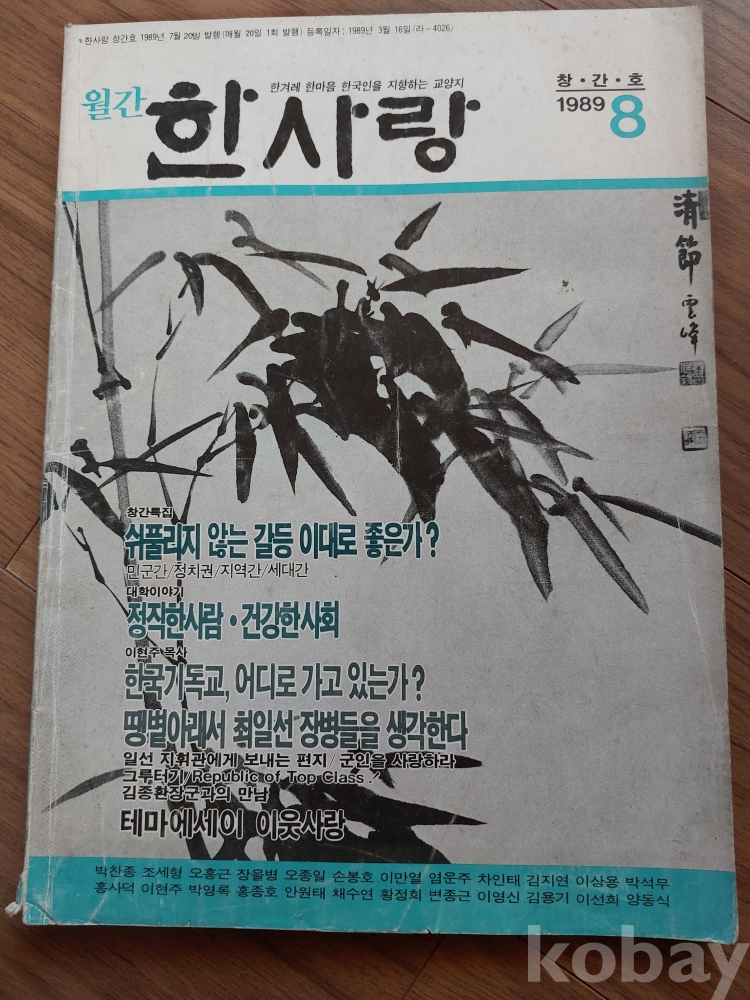 한사랑 창간호 1989년 7월 20일 발행(매월 20일 1회 발행) 등록일자 : 1989년 3월 16일(라-4026)
한겨레 한마음 한국인을 지향하는 교양지
월간 한사랑
창·간·호
1989 8
淸節
雲峰
창간특집
쉬풀리지 않는 갈등 이대로 좋은가?
민군간/정치권/지역간/세대간
대학이야기
정직한사람·건강한사회
이현주 목사
한국기독교, 어디로 가고 있는가?
땡볕아래서 최일선 장병들을 생각한다
일선 지휘관에게 보내는 편지/군인을 사랑하라
그루터기/Republic of Top Class!
김종환장군과의 만남
테마에세이 이웃사랑
박찬종 조세형 오홍근 장을병 오종일 손봉호 이만열 염운주 차인태 김지연 이상용 박석무
홍사덕 이현주 박영록 홍종호 안원태 채수연 황정희 변종근 이영신 김용기 이선희 양동식
kobay